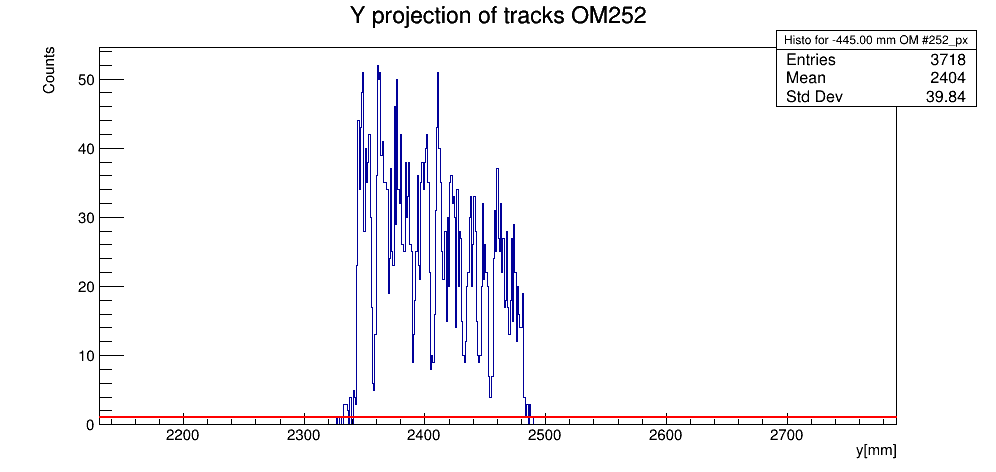 Y projection of tracks OM252
Histo for -445.00 mm OM #252_px
Entries 3718
Mean 2404
Std Dev 39.84
Counts
50
40
30
20
10
0
2200 2300 2400 2500 2600 2700
y[mm]